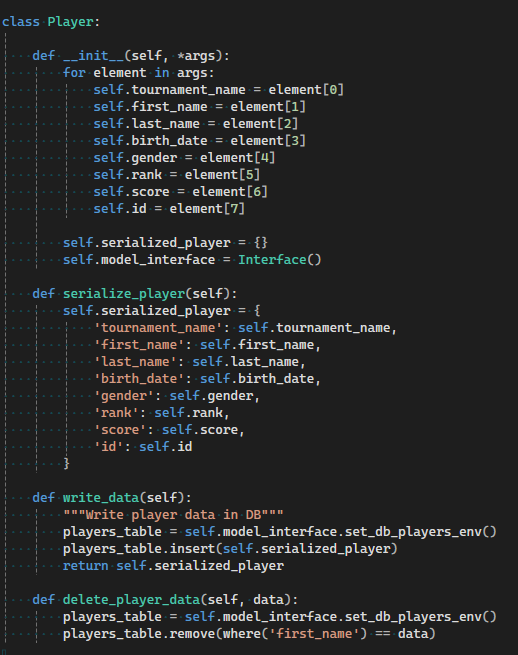 class Player:
    def __init__(self, *args):
        for element in args:
            self.tournament_name = element[0]
            self.first_name = element[1]
            self.last_name = element[2]
            self.birth_date = element[3]
            self.gender = element[4]
            self.rank = element[5]
            self.score = element[6]
            self.id = element[7]
        self.serialized_player = {}
        self.model_interface = Interface()
    def serialize_player(self):
        self.serialized_player = {
            'tournament_name': self.tournament_name,
            'first_name': self.first_name,
            'last_name': self.last_name,
            'birth_date': self.birth_date,
            'gender': self.gender,
            'rank': self.rank,
            'score': self.score,
            'id': self.id
        }
    def write_data(self):
        """Write player data in DB"""
        players_table = self.model_interface.set_db_players_env()
        players_table.insert(self.serialized_player)
        return self.serialized_player
    def delete_player_data(self, data):
        players_table = self.model_interface.set_db_players_env()
        players_table.remove(where('first_name') == data)